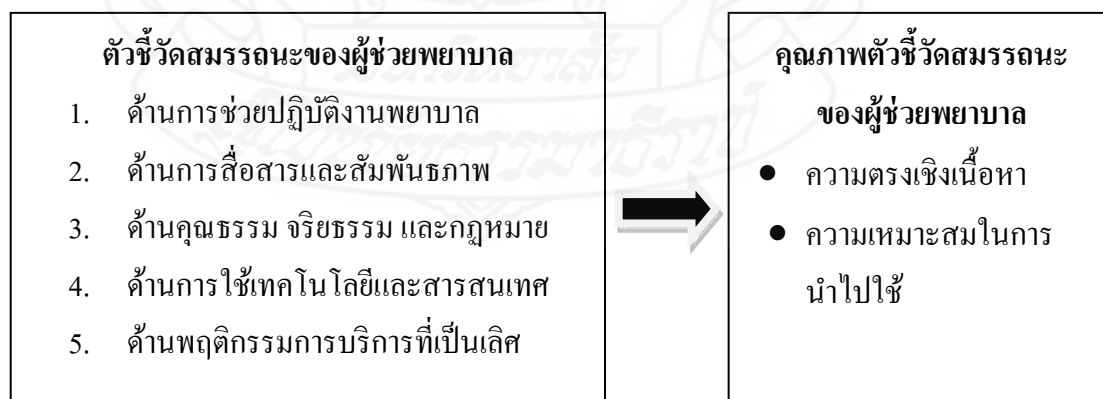 ตัวชี้วัดสมรรถนะของผู้ช่วยพยาบาล
1. ด้านการช่วยปฏิบัติงานพยาบาล
2. ด้านการสื่อสารและสัมพันธภาพ
3. ด้านคุณธรรม จริยธรรม และกฎหมาย
4. ด้านการใช้เทคโนโลยีและสารสนเทศ
5. ด้านพฤติกรรมการบริการที่เป็นเลิศ
คุณภาพตัวชี้วัดสมรรถนะ
ของผู้ช่วยพยาบาล
● ความตรงเชิงเนื้อหา
● ความเหมาะสมในการ
นำไปใช้